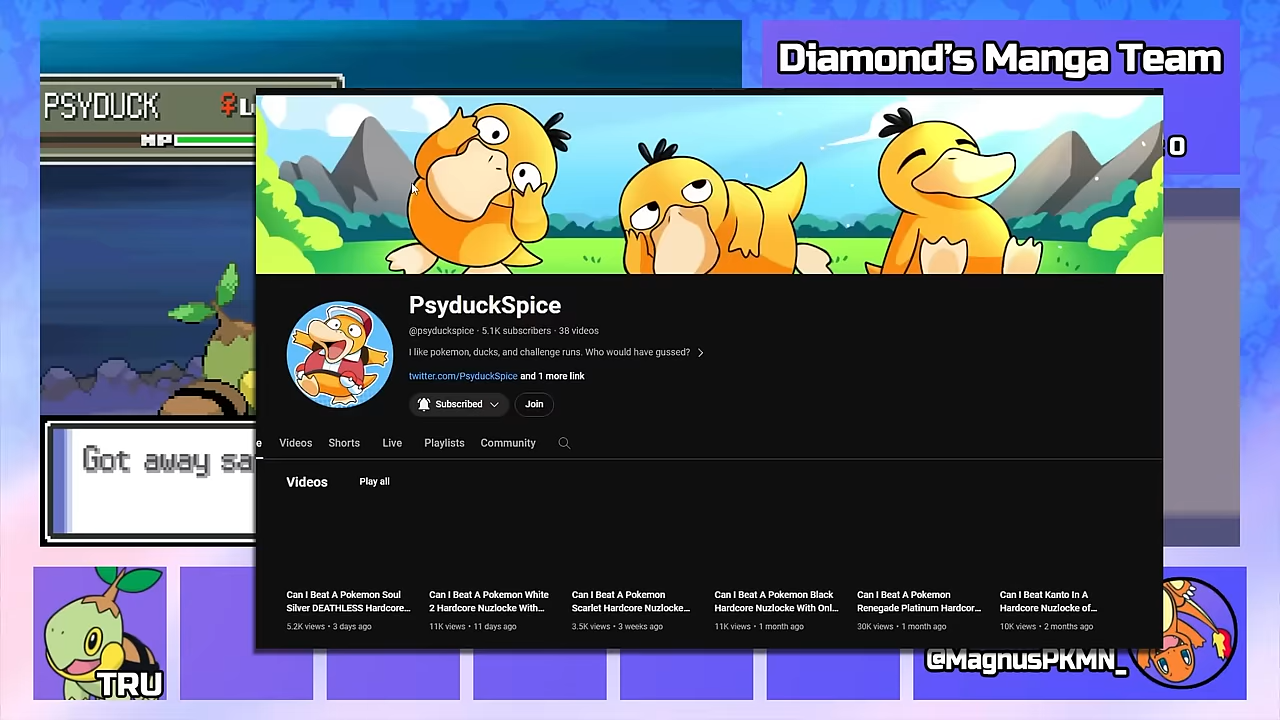 Diamond's Manga Team
PSYDUCK ♀L
HP
0
PsyduckSpice
@psyduckspice · 5.1K subscribers · 38 videos
I like pokemon, ducks, and challenge runs. Who would have gussed?
twitter.com/PsyduckSpice and 1 more link
Subscribed
Join
e Videos Shorts Live Playlists Community
Got away sa
Videos Play all
Can I Beat A Pokemon Soul
Silver DEATHLESS Hardcore...
5.2K views • 3 days ago
Can I Beat A Pokemon White
2 Hardcore Nuzlocke With...
11K views • 11 days ago
Can I Beat A Pokemon
Scarlet Hardcore Nuzlocke...
3.5K views • 3 weeks ago
Can I Beat A Pokemon Black
Hardcore Nuzlocke With Onl...
11K views • 1 month ago
Can I Beat A Pokemon
Renegade Platinum Hardcor...
30K views • 1 month ago
Can I Beat Kanto In A
Hardcore Nuzlocke of...
10K views • 2 months ago
TRU
@MagnusPKMN_